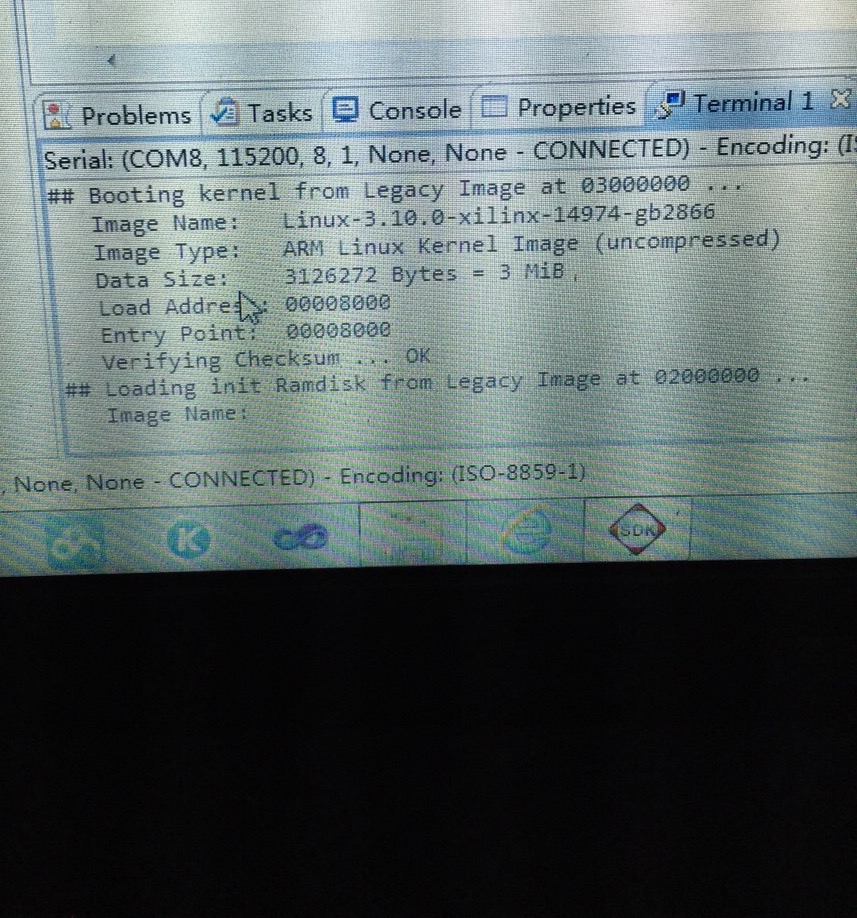 Problems Tasks Console Properties Terminal 1
Serial: (COM8, 115200, 8, 1, None, None - CONNECTED) - Encoding: (IS
## Booting kernel from Legacy Image at 03000000 ...
Image Name: Linux-3.10.0-xilinx-14974-gb2866
Image Type: ARM Linux Kernel Image (uncompressed)
Data Size: 3126272 Bytes = 3 MiB
Load Addres: 00008000
Entry Point: 00008000
Verifying Checksum ... OK
## Loading init Ramdisk from Legacy Image at 02000000 ...
Image Name:
, None, None - CONNECTED) - Encoding: (ISO-8859-1)
K SDK